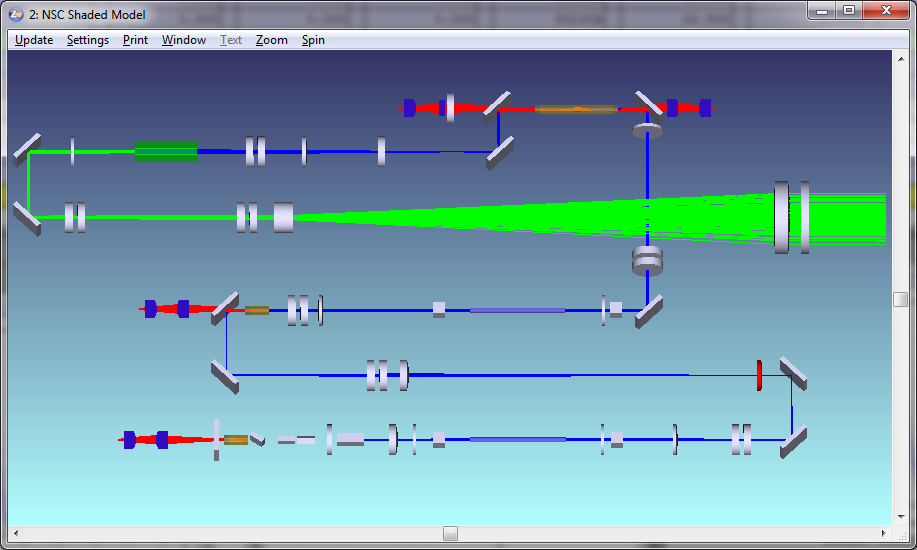 2: NSC Shaded Model
Update Settings Print Window Text Zoom Spin